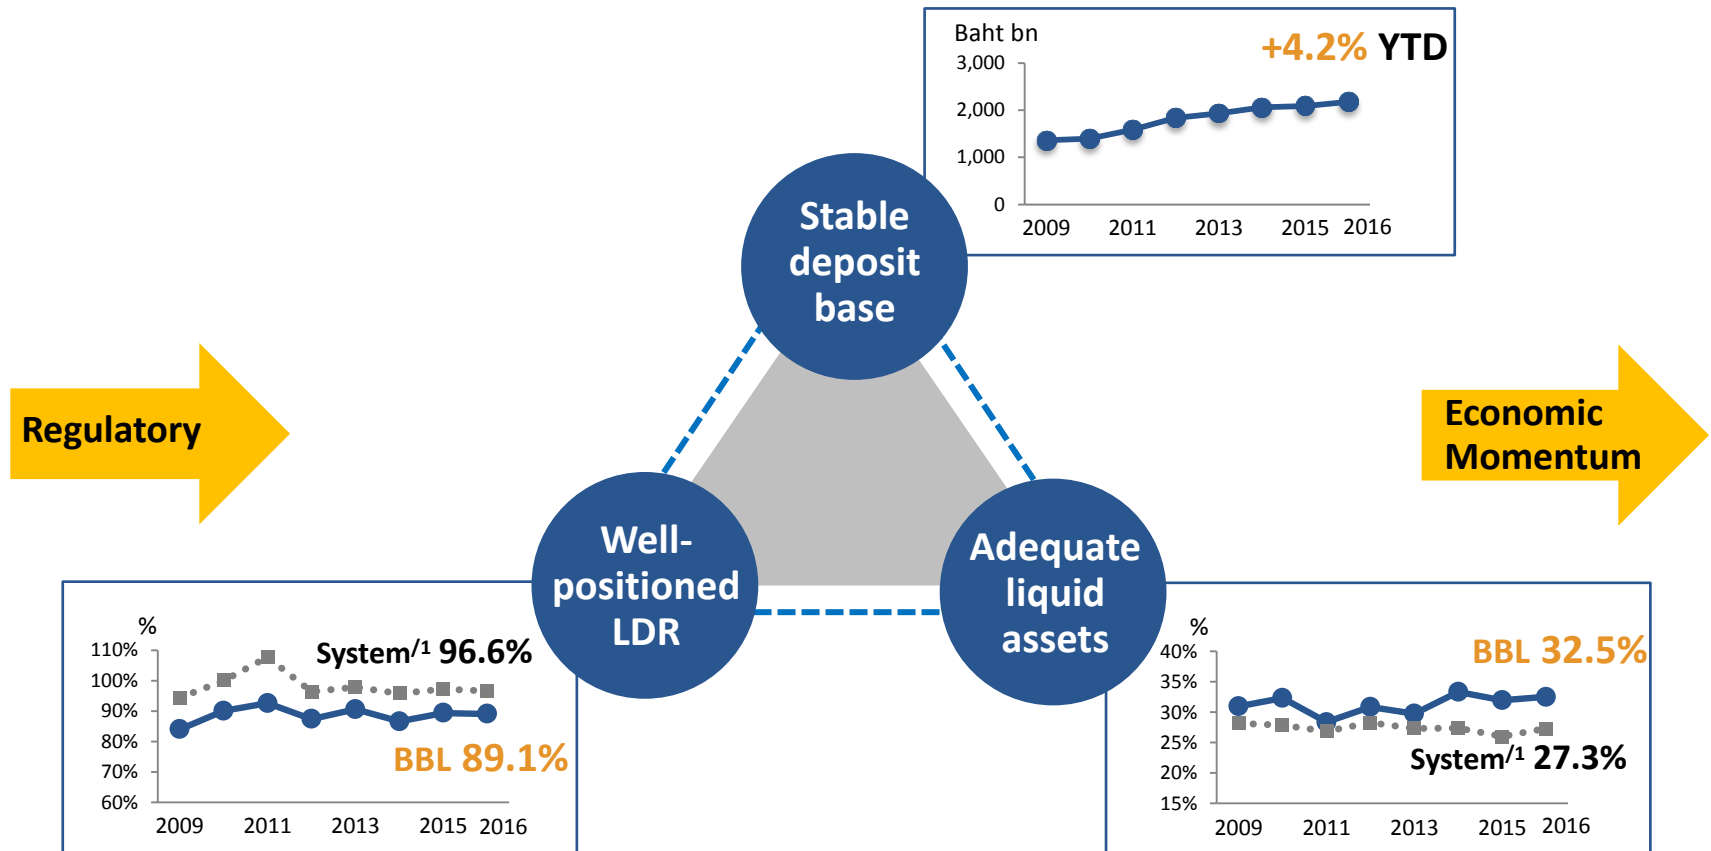 Baht bn
+4.2% YTD
3,000
2,000
1,000
0
2009 2011 2013 2015 2016
Stable
deposit
base
Regulatory
Economic
Momentum
Well-
positioned
LDR
Adequate
liquid
assets
%
110%
100%
90%
80%
70%
60%
System/1 96.6%
BBL 89.1%
2009 2011 2013 2015 2016
%
40%
35%
30%
25%
20%
15%
BBL 32.5%
System/1 27.3%
2009 2011 2013 2015 2016